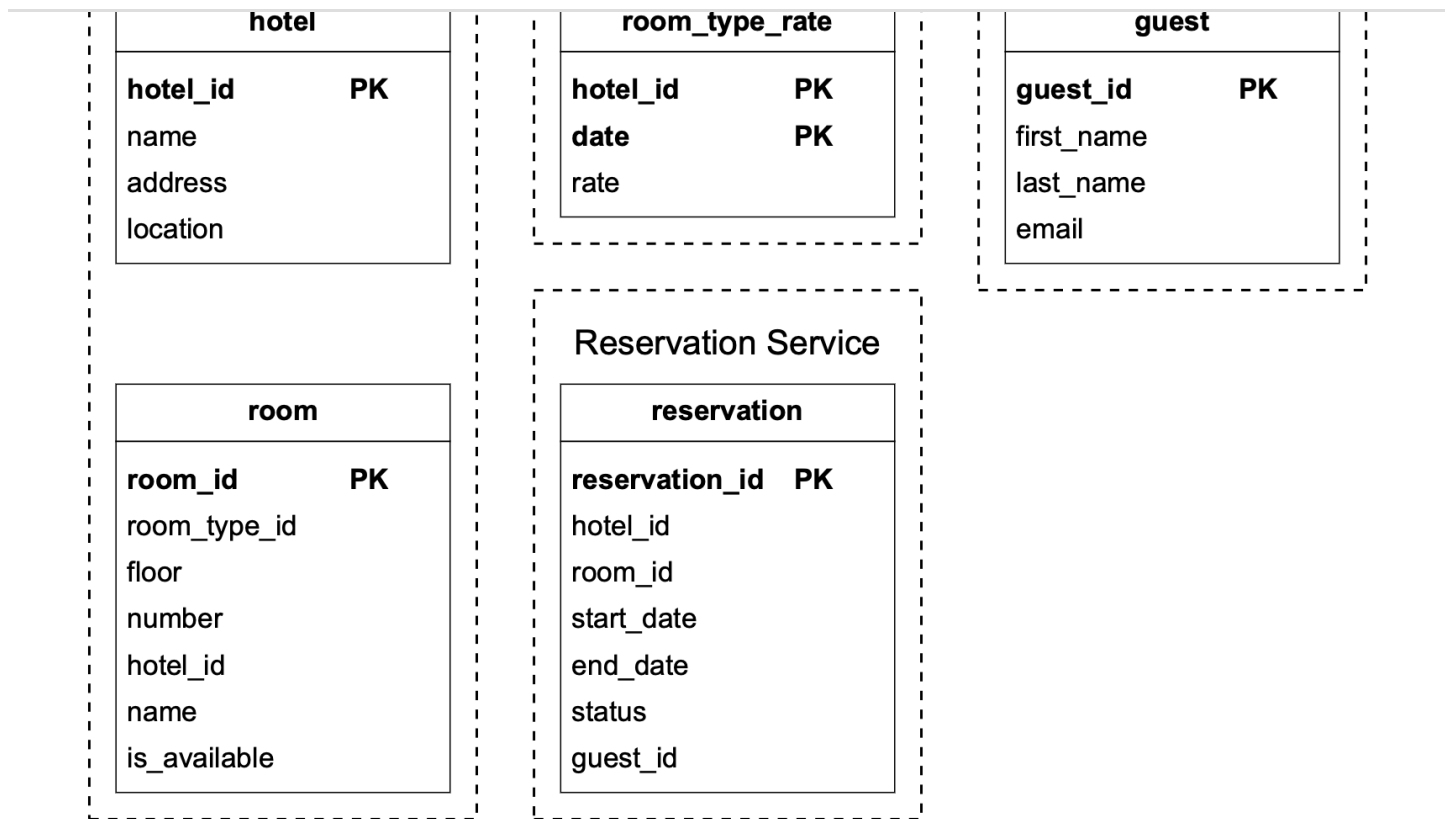 hotel
hotel_id PK
name
address
location
room_type_rate
hotel_id PK
date PK
rate
guest
guest_id PK
first_name
last_name
email
room
room_id PK
room_type_id
floor
number
hotel_id
name
is_available
Reservation Service
reservation
reservation_id PK
hotel_id
room_id
start_date
end_date
status
guest_id